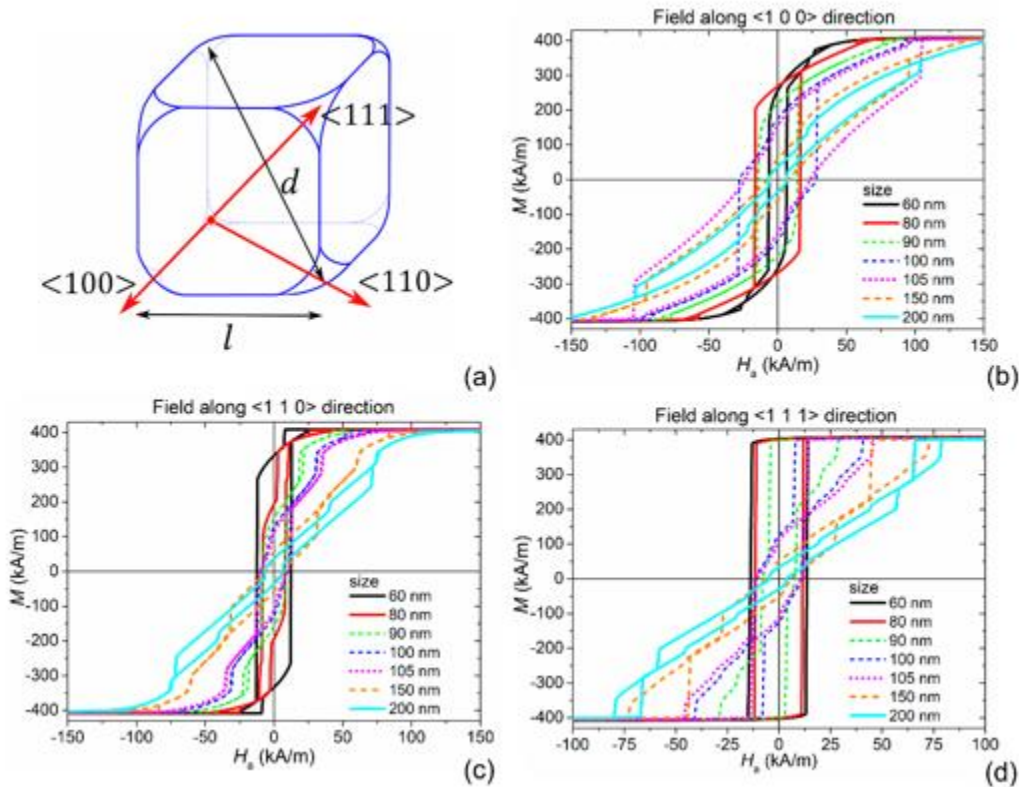 <111>
d
<100>
<110>
l
(a)
Field along <1 0 0> direction
M (kA/m)
400
300
200
100
0
-100
-200
-300
-400
size
60 nm
80 nm
90 nm
100 nm
105 nm
150 nm
200 nm
-150 -100 -50 0 50 100 150
Hₐ (kA/m)
(b)
Field along <1 1 0> direction
M (kA/m)
400
300
200
100
0
-100
-200
-300
-400
size
60 nm
80 nm
90 nm
100 nm
105 nm
150 nm
200 nm
-150 -100 -50 0 50 100 150
Hₐ (kA/m)
(c)
Field along <1 1 1> direction
M (kA/m)
400
300
200
100
0
-100
-200
-300
-400
size
60 nm
80 nm
90 nm
100 nm
105 nm
150 nm
200 nm
-100 -75 -50 -25 0 25 50 75 100
Hₐ (kA/m)
(d)